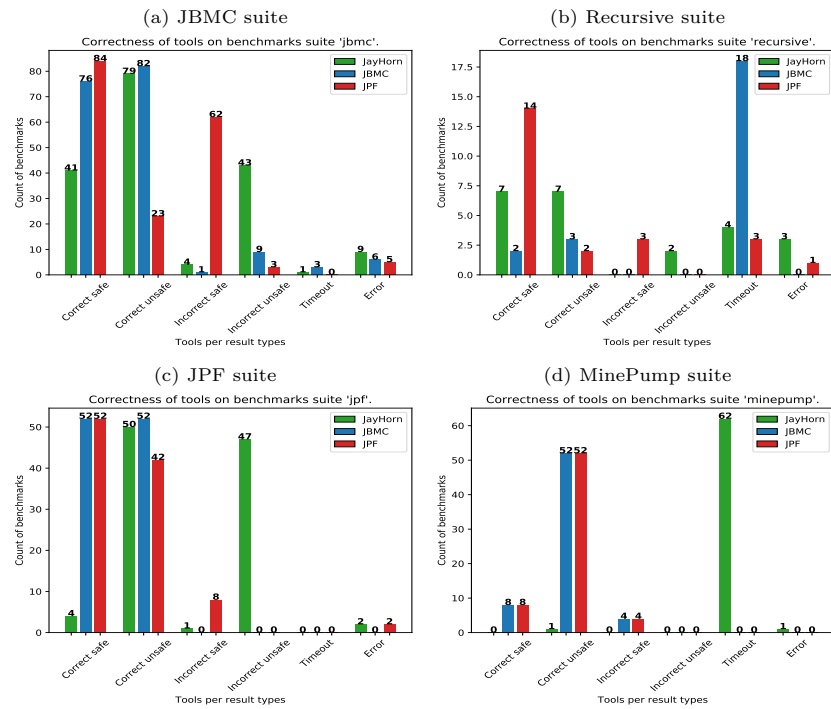 (a) JBMC suite
Correctness of tools on benchmarks suite 'jbmc'.
Count of benchmarks
80
70
60
50
40
30
20
10
0
JayHorn
JBMC
JPF
41
76
84
79
82
23
4
1
62
43
9
3
1
3
0
9
6
5
Correct safe
Correct unsafe
Incorrect safe
Incorrect unsafe
Timeout
Error
Tools per result types
(b) Recursive suite
Correctness of tools on benchmarks suite 'recursive'.
Count of benchmarks
17.5
15.0
12.5
10.0
7.5
5.0
2.5
0.0
JayHorn
JBMC
JPF
7
2
14
7
3
2
0
0
3
2
0
0
4
18
3
3
0
1
Correct safe
Correct unsafe
Incorrect safe
Incorrect unsafe
Timeout
Error
Tools per result types
(c) JPF suite
Correctness of tools on benchmarks suite 'jpf'.
Count of benchmarks
50
40
30
20
10
0
JayHorn
JBMC
JPF
4
52
52
50
52
42
1
0
8
47
0
0
0
0
0
2
0
2
Correct safe
Correct unsafe
Incorrect safe
Incorrect unsafe
Timeout
Error
Tools per result types
(d) MinePump suite
Correctness of tools on benchmarks suite 'minepump'.
Count of benchmarks
60
50
40
30
20
10
0
JayHorn
JBMC
JPF
0
8
8
1
52
52
0
4
4
0
0
0
62
0
0
1
0
0
Correct safe
Correct unsafe
Incorrect safe
Incorrect unsafe
Timeout
Error
Tools per result types